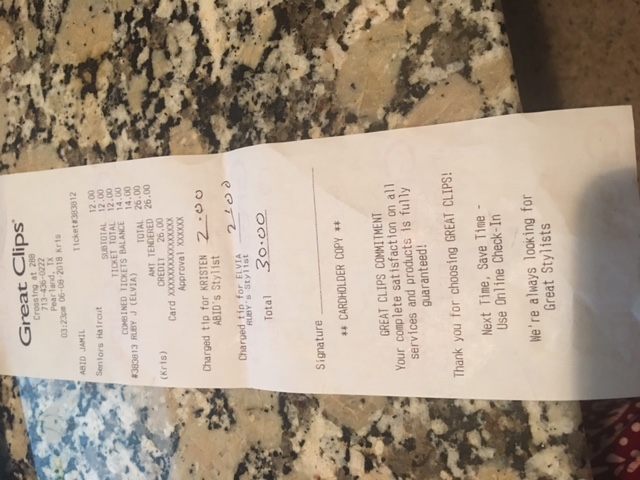 Great Clips
Crossing at 288
713-436-0222
Pearland, TX
03:23pm 06-08-2018 Kris
ABID JAMIL Ticket#383812
Seniors Haircut 12.00
SUBTOTAL 12.00
TICKET TOTAL 12.00
#383813 RUBY J (ELVIA) 14.00
COMBINED TICKETS BALANCE 14.00
TOTAL 26.00
AMT TENDERED 26.00
(Kris) CREDIT 26.00
Card XXXXXXXXXXXXXXX
Approval XXXXXX
Charged tip for KRISTEN 2.00
ABID's Stylist
Charged tip for ELVIA 2.00
RUBY's Stylist
Total 30.00
Signature
** CARDHOLDER COPY **
GREAT CLIPS COMMITMENT
Your complete satisfaction on all
services and products is fully
guaranteed!
Thank you for choosing GREAT CLIPS!
Next Time, Save Time -
Use Online Check-In
We're always looking for
Great Stylists